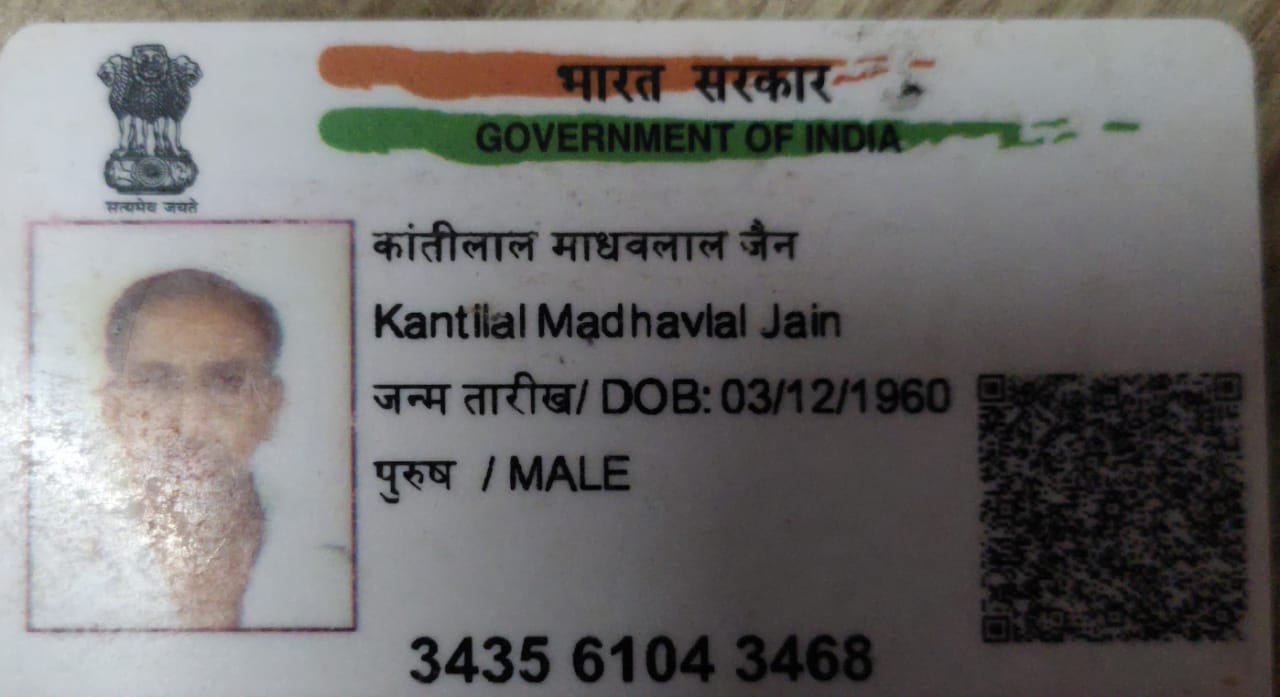 भारत सरकार
GOVERNMENT OF INDIA
सत्यमेव जयते
कांतीलाल माधवलाल जैन
Kantilal Madhavlal Jain
जन्म तारीख/ DOB: 03/12/1960
पुरुष / MALE
3435 6104 3468